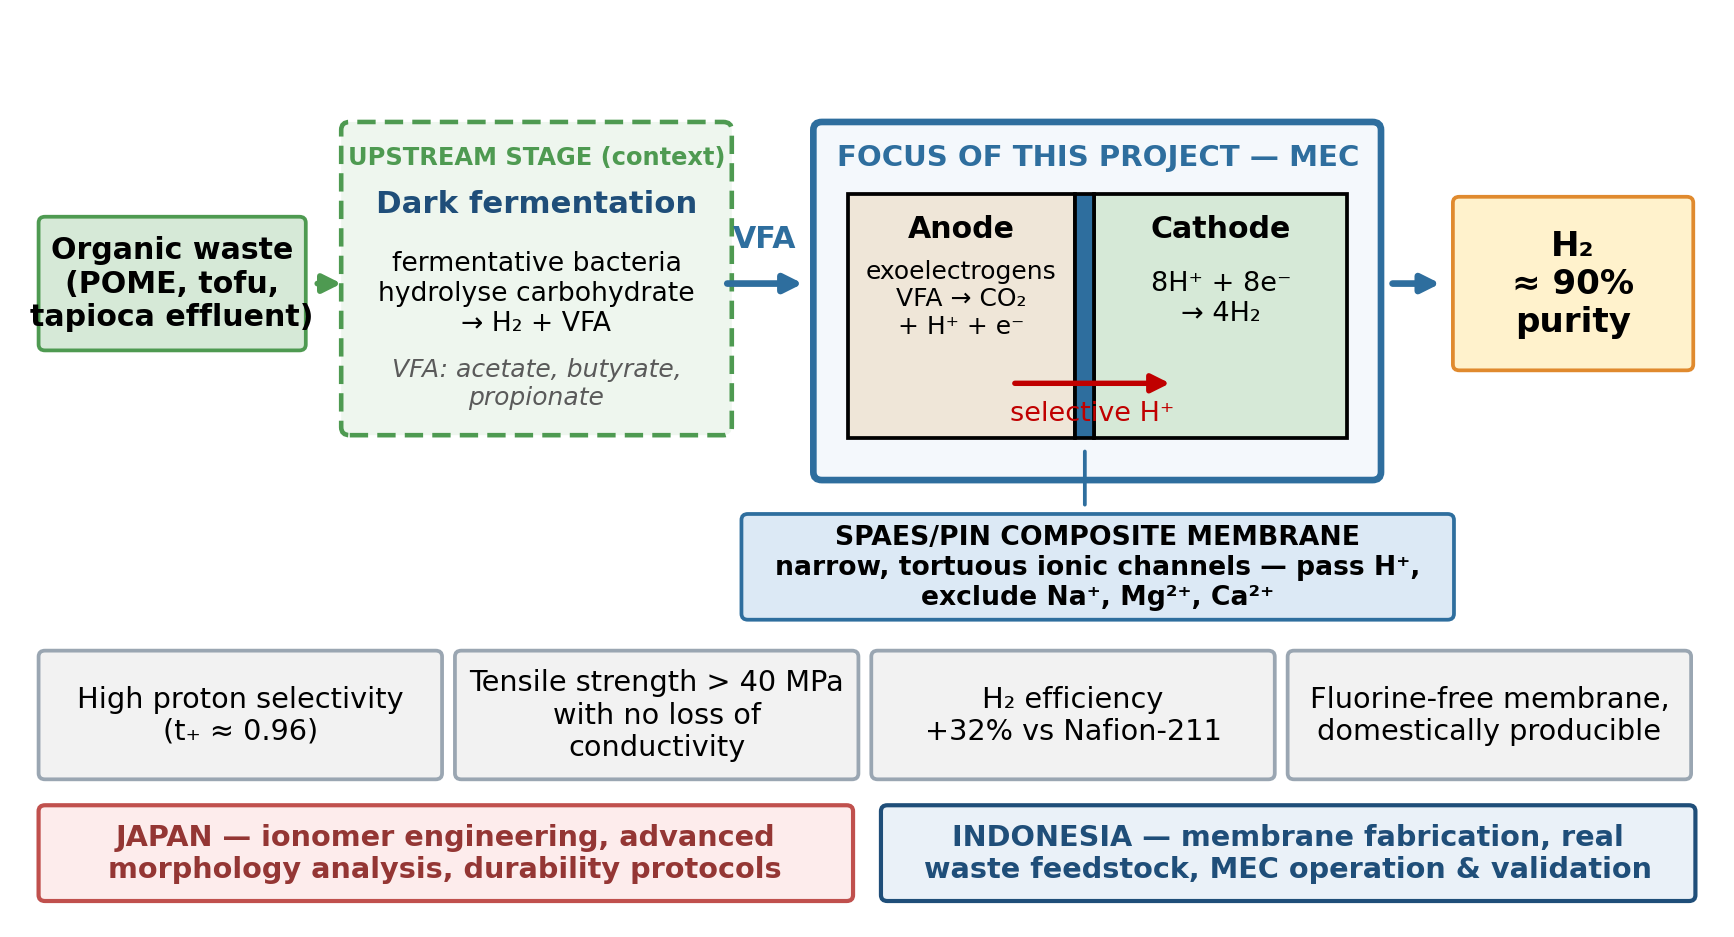 Organic waste
(POME, tofu,
tapioca effluent)
UPSTREAM STAGE (context)
Dark fermentation
fermentative bacteria
hydrolyse carbohydrate
→ H₂ + VFA
VFA: acetate, butyrate,
propionate
VFA
FOCUS OF THIS PROJECT — MEC
Anode
exoelectrogens
VFA → CO₂
+ H⁺ + e⁻
Cathode
8H⁺ + 8e⁻
→ 4H₂
selective H⁺
H₂
≈ 90%
purity
SPAES/PIN COMPOSITE MEMBRANE
narrow, tortuous ionic channels — pass H⁺,
exclude Na⁺, Mg²⁺, Ca²⁺
High proton selectivity
(t₊ ≈ 0.96)
Tensile strength > 40 MPa
with no loss of
conductivity
H₂ efficiency
+32% vs Nafion-211
Fluorine-free membrane,
domestically producible
JAPAN — ionomer engineering, advanced
morphology analysis, durability protocols
INDONESIA — membrane fabrication, real
waste feedstock, MEC operation & validation